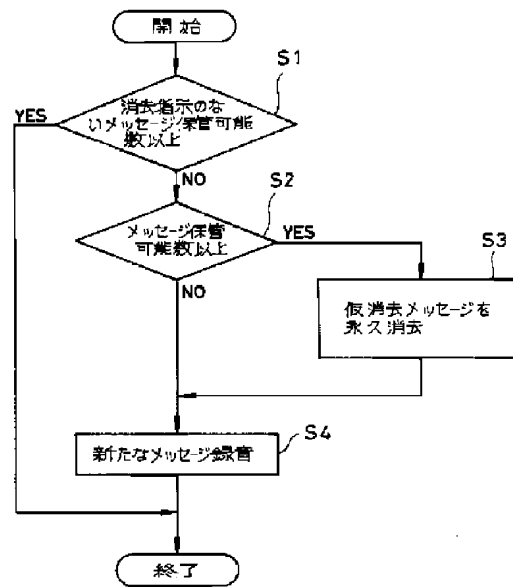 開始
S1
消去指示のな
いメッセージ保管可能
数以上
YES
NO
S2
メッセージ保管
可能数以上
YES
NO
S3
仮消去メッセージを
永久消去
S4
新たなメッセージ録音
終了